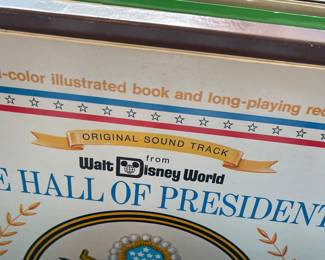 -color illustrated book and long-playing rec
ORIGINAL SOUND TRACK
from
Walt Disney World
E HALL OF PRESIDENT